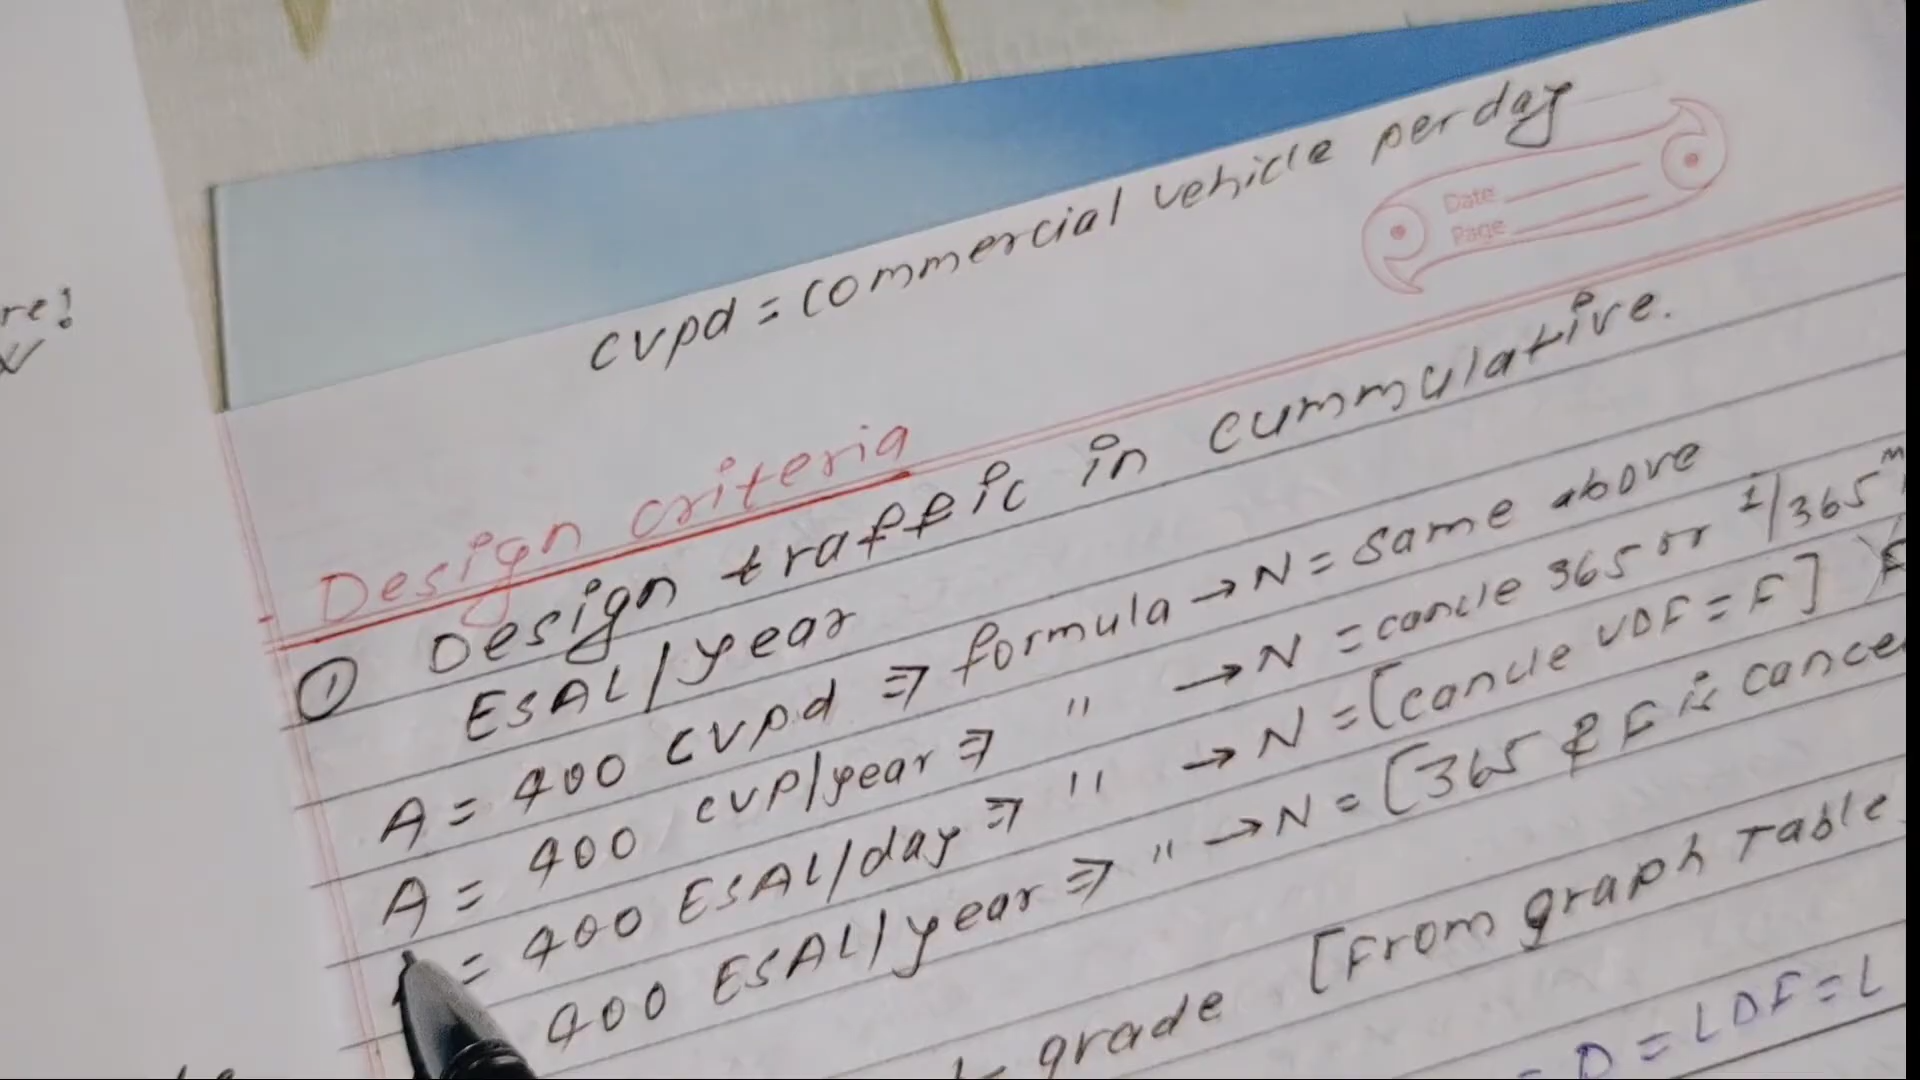 re!
cvpd = commercial vehicle per day
Date
Page
Design criteria
① Design traffic in cummulative.
ESAL/year
A = 400 cvpd ⇒ formula → N = same above
A = 400 cvp/year ⇒ " → N = cancle 365 or 1/365
= 400 ESAL/day ⇒ " → N = [cancle VDF = F]
400 ESAL/year ⇒ " → N = [365 & F is cance
grade [From graph Table
= D = LDF = L